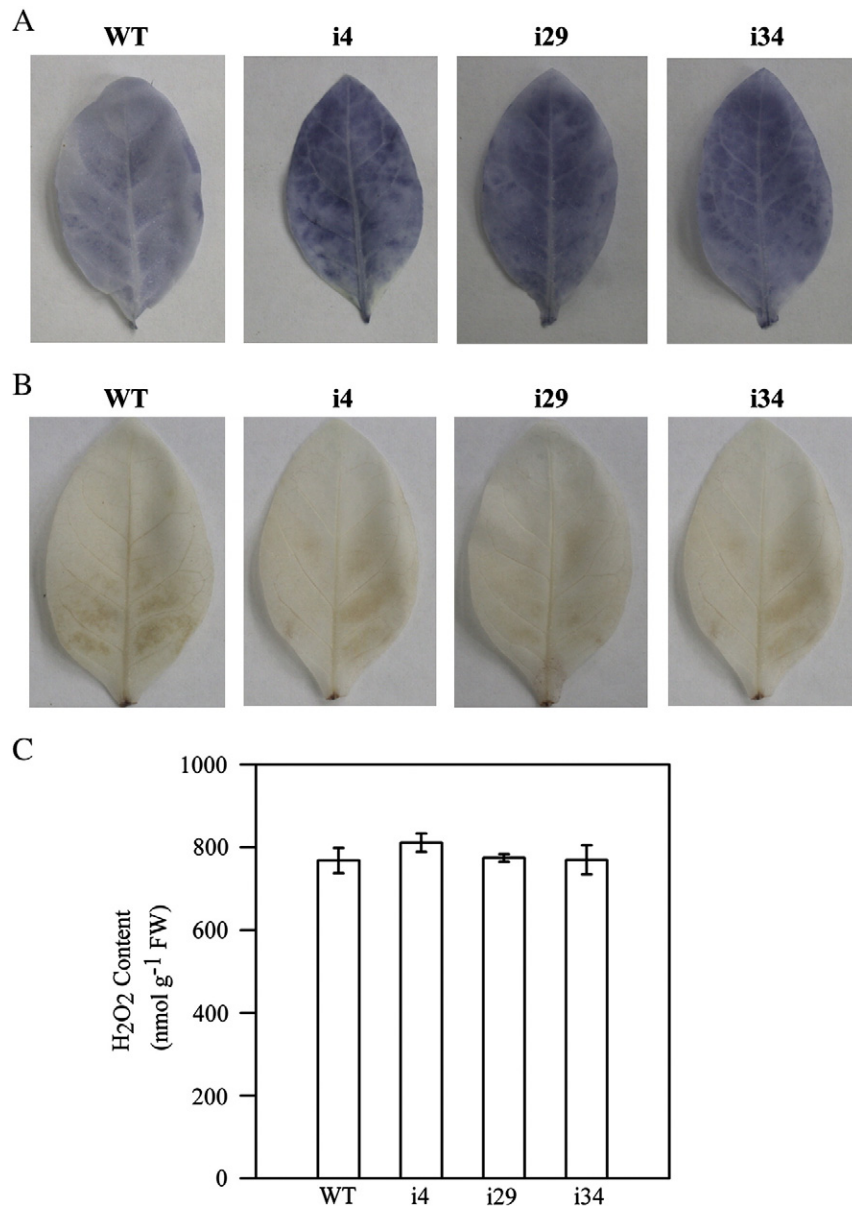 A
WT i4 i29 i34
B
WT i4 i29 i34
C
1000
800
600
400
200
0
H2O2 Content
(nmol g-1 FW)
WT i4 i29 i34